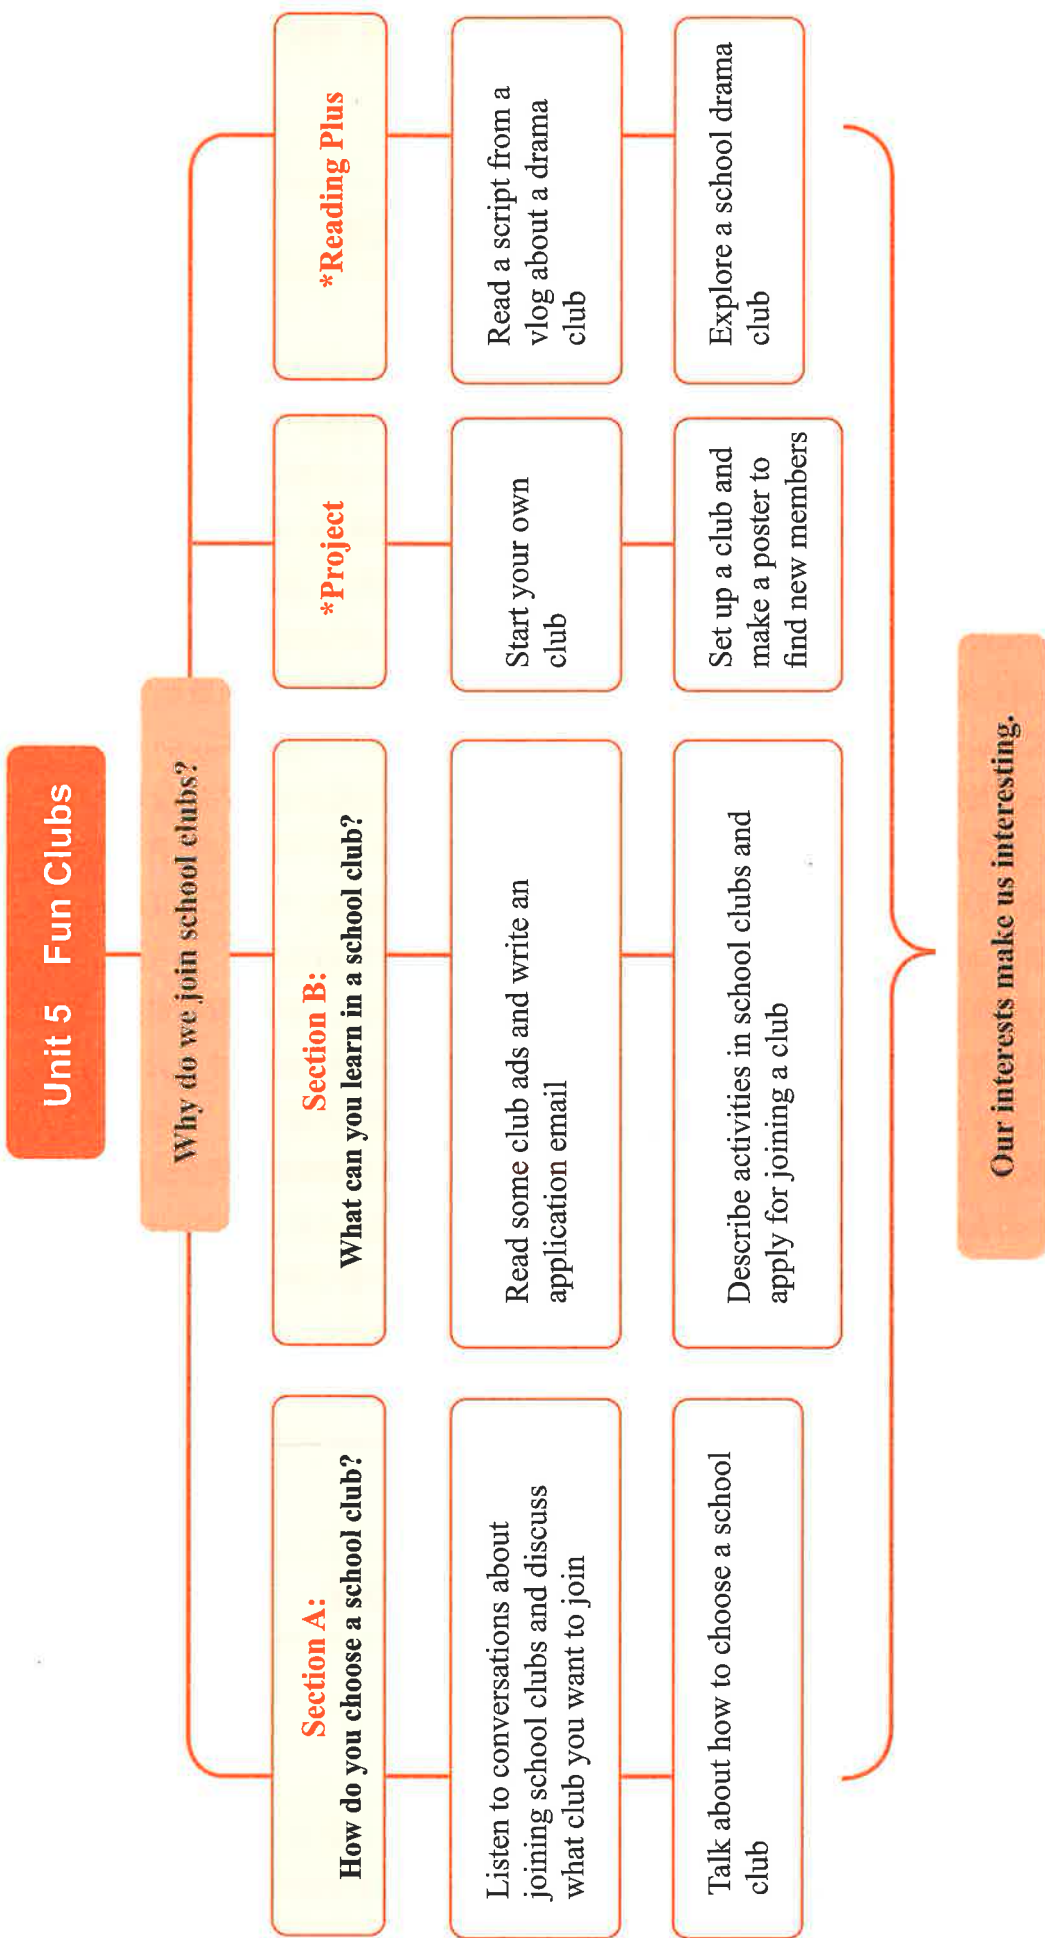 Unit 5 Fun Clubs
Why do we join school clubs?
Section A:
How do you choose a school club?
Listen to conversations about
joining school clubs and discuss
what club you want to join
Talk about how to choose a school
club
Section B:
What can you learn in a school club?
Read some club ads and write an
application email
Describe activities in school clubs and
apply for joining a club
*Project
Start your own
club
Set up a club and
make a poster to
find new members
*Reading Plus
Read a script from a
vlog about a drama
club
Explore a school drama
club
Our interests make us interesting.